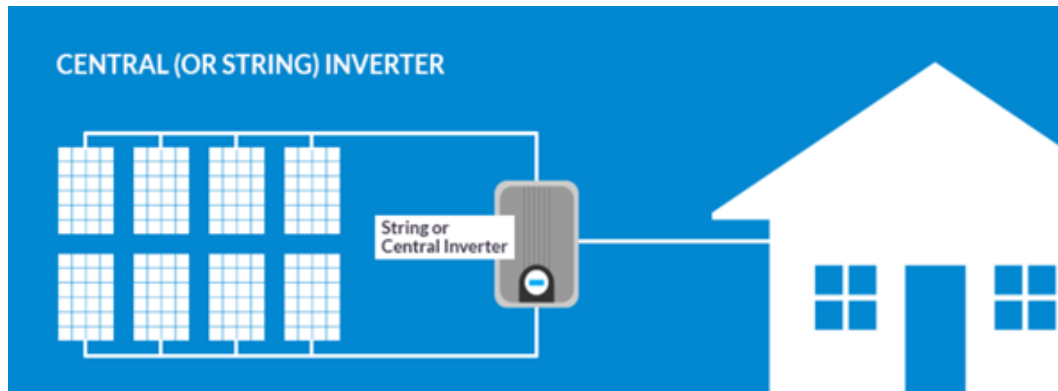 CENTRAL (OR STRING) INVERTER
String or
Central Inverter